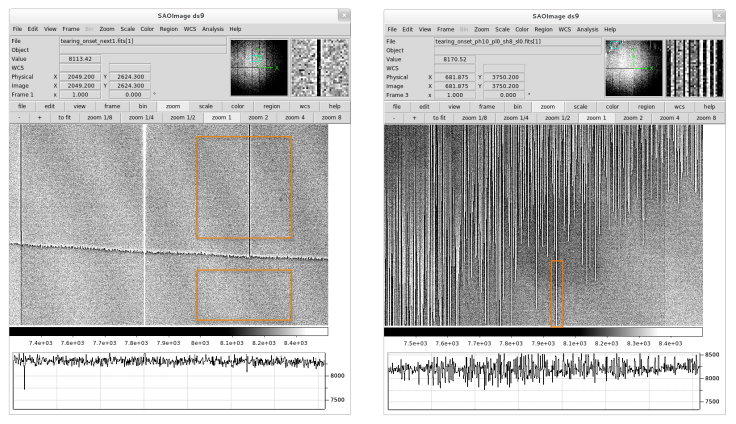 SAOImage ds9
File Edit View Frame Bin Zoom Scale Color Region WCS Analysis Help
File tearing_onset_next1.fits[1]
Object
Value 8113.42
WCS
Physical X 2049.200 Y 2624.300
Image X 2049.200 Y 2624.300
Frame 1 x 1.000 0.000 °
file edit view frame bin zoom scale color region wcs help
- + to fit zoom 1/8 zoom 1/4 zoom 1/2 zoom 1 zoom 2 zoom 4 zoom 8
7.4e+03 7.6e+03 7.7e+03 7.8e+03 7.9e+03 8e+03 8.1e+03 8.2e+03 8.3e+03 8.4e+03
8000
7500
SAOImage ds9
File Edit View Frame Bin Zoom Scale Color Region WCS Analysis Help
File tearing_onset_ph10_pl0_sh8_sl0.fits[1]
Object
Value 8170.52
WCS
Physical X 681.875 Y 3750.200
Image X 681.875 Y 3750.200
Frame 3 x 1.000 0.000 °
file edit view frame bin zoom scale color region wcs help
- + to fit zoom 1/8 zoom 1/4 zoom 1/2 zoom 1 zoom 2 zoom 4 zoom 8
7.5e+03 7.6e+03 7.7e+03 7.8e+03 7.9e+03 8.1e+03 8.2e+03 8.3e+03 8.4e+03
8500
8000
7500